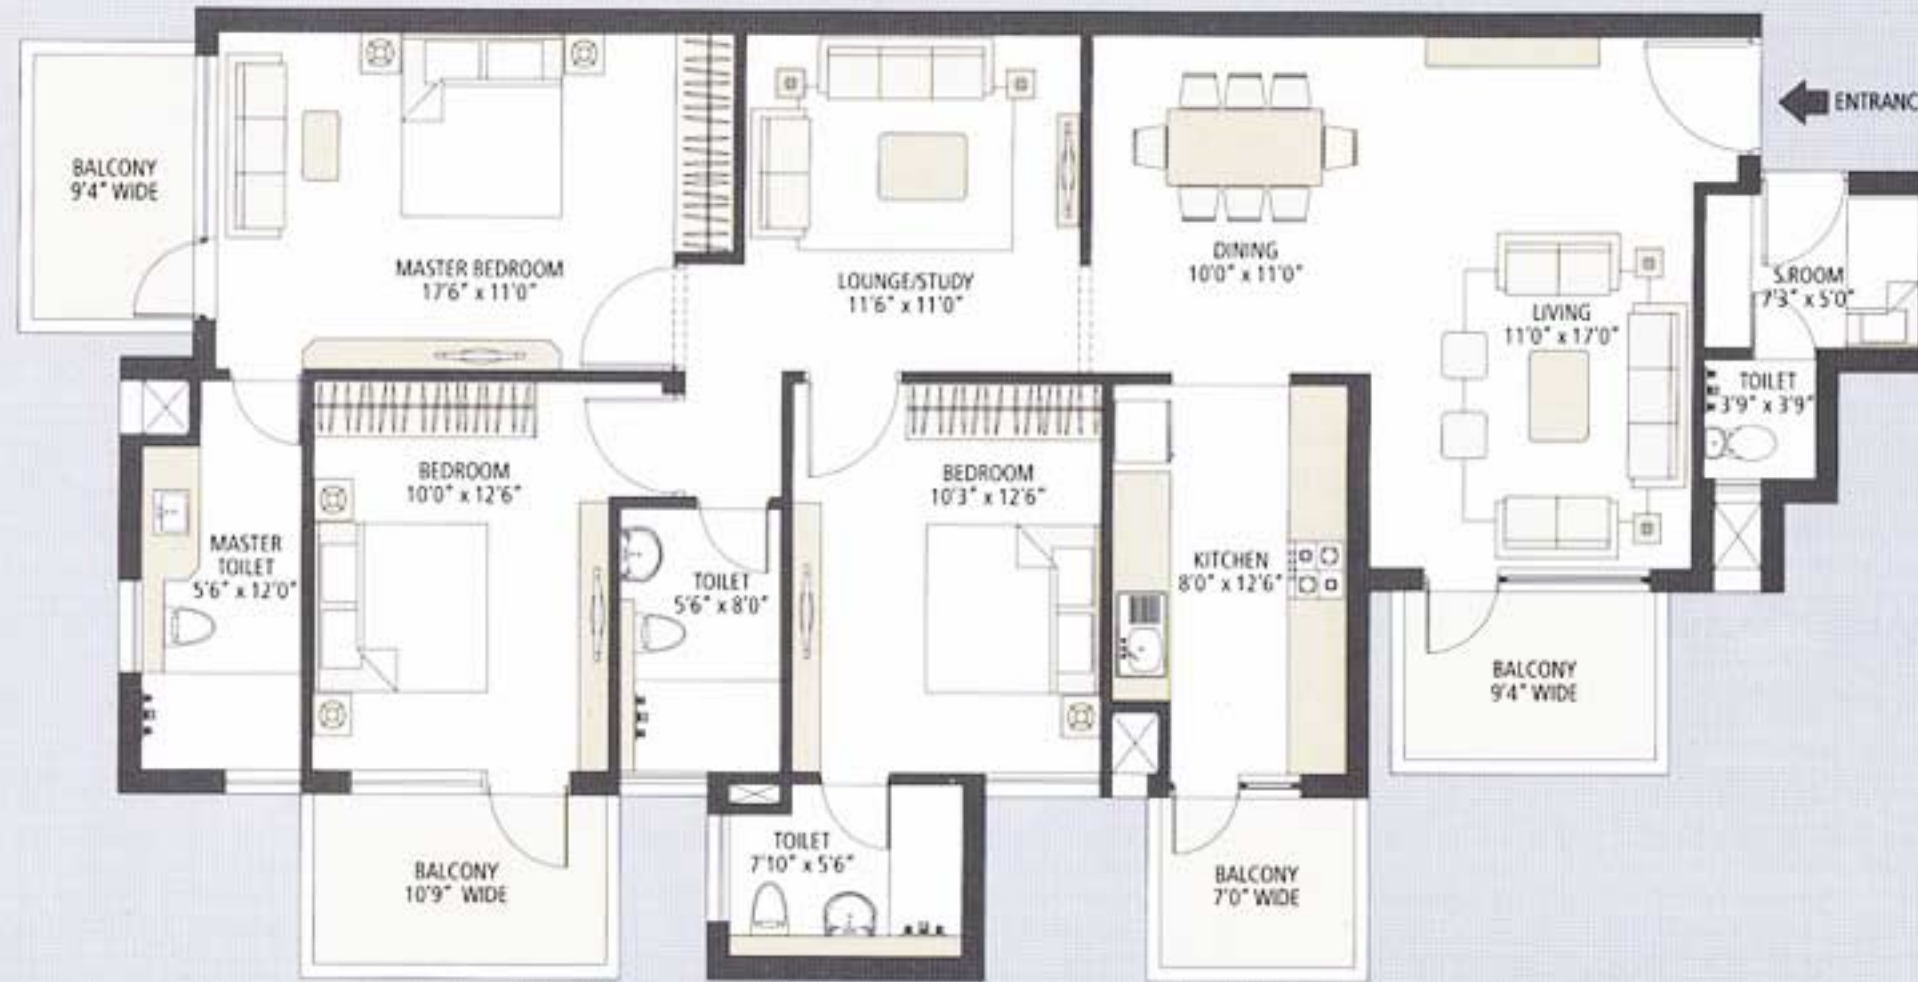 ENTRANC
BALCONY
9'4" WIDE
MASTER BEDROOM
17'6" x 11'0"
LOUNGE/STUDY
11'6" x 11'0"
DINING
10'0" x 11'0"
LIVING
11'0" x 17'0"
S.ROOM
7'3" x 5'0"
TOILET
3'9" x 3'9"
BEDROOM
10'0" x 12'6"
BEDROOM
10'3" x 12'6"
MASTER
TOILET
5'6" x 12'0"
TOILET
5'6" x 8'0"
KITCHEN
8'0" x 12'6"
BALCONY
9'4" WIDE
BALCONY
10'9" WIDE
TOILET
7'10" x 5'6"
BALCONY
7'0" WIDE